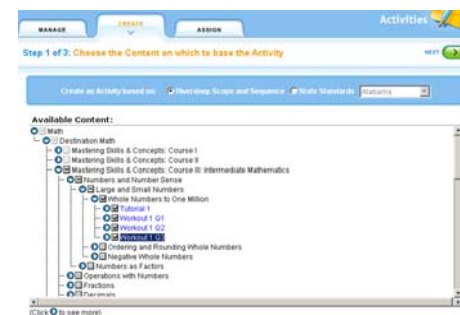 Activities
MANAGE
CREATE
ASSIGN
Step 1 of 3: Choose the Content on which to base the Activity
NEXT
Create an Activity based on: Riverdeep Scope and Sequence State Standards Alabama
Available Content:
Math
Destination Math
Mastering Skills & Concepts: Course I
Mastering Skills & Concepts: Course II
Mastering Skills & Concepts: Course III: Intermediate Mathematics
Numbers and Number Sense
Large and Small Numbers
Whole Numbers to One Million
Tutorial 1
Workout 1 Q1
Workout 1 Q2
Workout 1 Q3
Ordering and Rounding Whole Numbers
Negative Whole Numbers
Numbers as Factors
Operations with Numbers
Fractions
Decimals
(Click to see more)